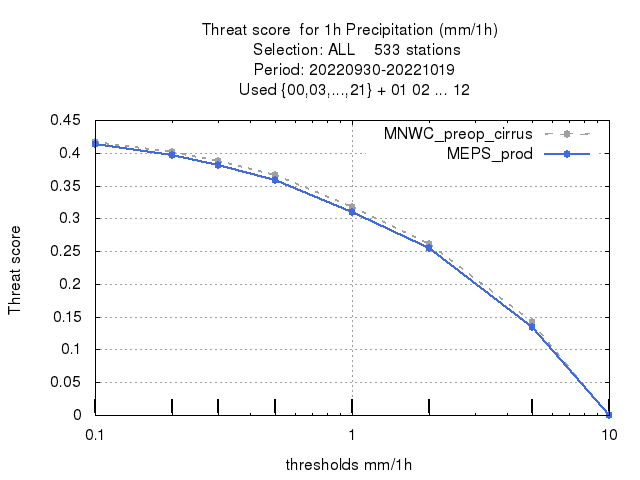 Threat score  for 1h Precipitation (mm/1h)
Selection: ALL    533 stations
Period: 20220930-20221019
Used {00,03,...,21} + 01 02 ... 12
MNWC_preop_cirrus
MEPS_prod
Threat score
0.45
0.4
0.35
0.3
0.25
0.2
0.15
0.1
0.05
0
0.1
1
10
thresholds mm/1h